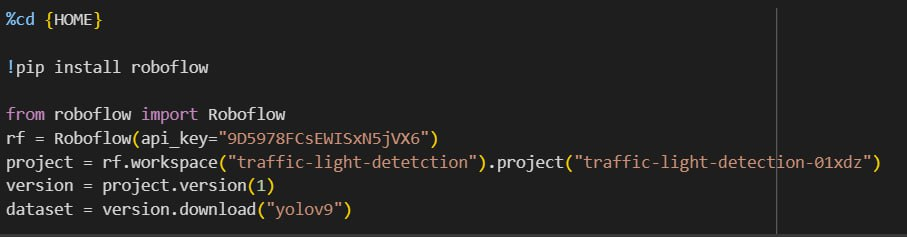 %cd {HOME}
!pip install roboflow
from roboflow import Roboflow
rf = Roboflow(api_key="9D5978FCsEWISxN5jVX6")
project = rf.workspace("traffic-light-detetction").project("traffic-light-detection-01xdz")
version = project.version(1)
dataset = version.download("yolov9")